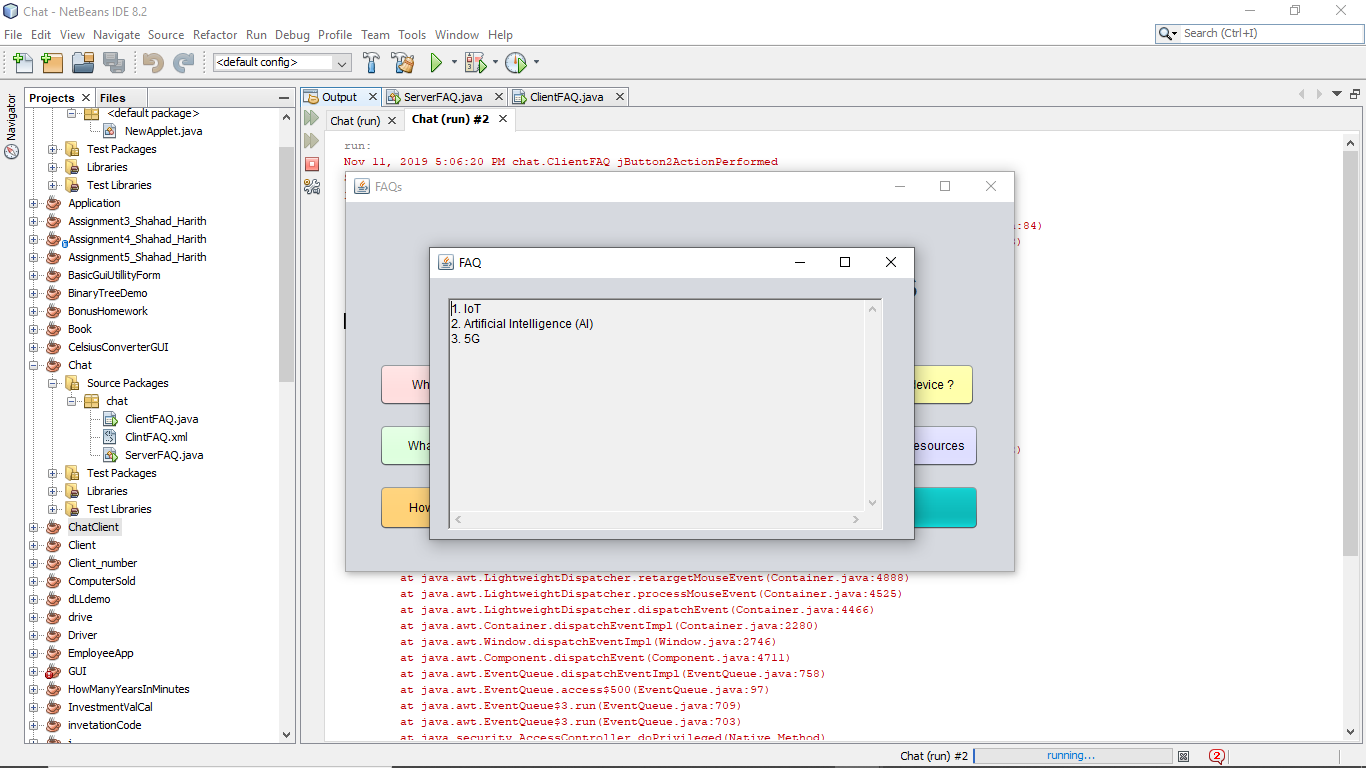 Chat - NetBeans IDE 8.2
File Edit View Navigate Source Refactor Run Debug Profile Team Tools Window Help
Search (Ctrl+I)
<default config>
Navigator
Projects
Files
<default package>
NewApplet.java
Test Packages
Libraries
Test Libraries
Application
Assignment3_Shahad_Harith
Assignment4_Shahad_Harith
Assignment5_Shahad_Harith
BasicGuiUtillityForm
BinaryTreeDemo
BonusHomework
Book
CelsiusConverterGUI
Chat
Source Packages
chat
ClientFAQ.java
ClintFAQ.xml
ServerFAQ.java
Test Packages
Libraries
Test Libraries
ChatClient
Client
Client_number
ComputerSold
dLLdemo
drive
Driver
EmployeeApp
GUI
HowManyYearsInMinutes
InvestmentValCal
invetationCode
Output
ServerFAQ.java
ClientFAQ.java
Chat (run)
Chat (run) #2
run:
Nov 11, 2019 5:06:20 PM chat.ClientFAQ jButton2ActionPerformed
:84)
FAQs
FAQ
1. IoT
2. Artificial Intelligence (AI)
3. 5G
Wh
evice ?
Wha
esources
How
at java.awt.LightweightDispatcher.retargetMouseEvent(Container.java:4888)
at java.awt.LightweightDispatcher.processMouseEvent(Container.java:4525)
at java.awt.LightweightDispatcher.dispatchEvent(Container.java:4466)
at java.awt.Container.dispatchEventImpl(Container.java:2280)
at java.awt.Window.dispatchEventImpl(Window.java:2746)
at java.awt.Component.dispatchEvent(Component.java:4711)
at java.awt.EventQueue.dispatchEventImpl(EventQueue.java:758)
at java.awt.EventQueue.access$500(EventQueue.java:97)
at java.awt.EventQueue$3.run(EventQueue.java:709)
at java.awt.EventQueue$3.run(EventQueue.java:703)
at java.security.AccessController.doPrivileged(Native Method)
Chat (run) #2
running...
2